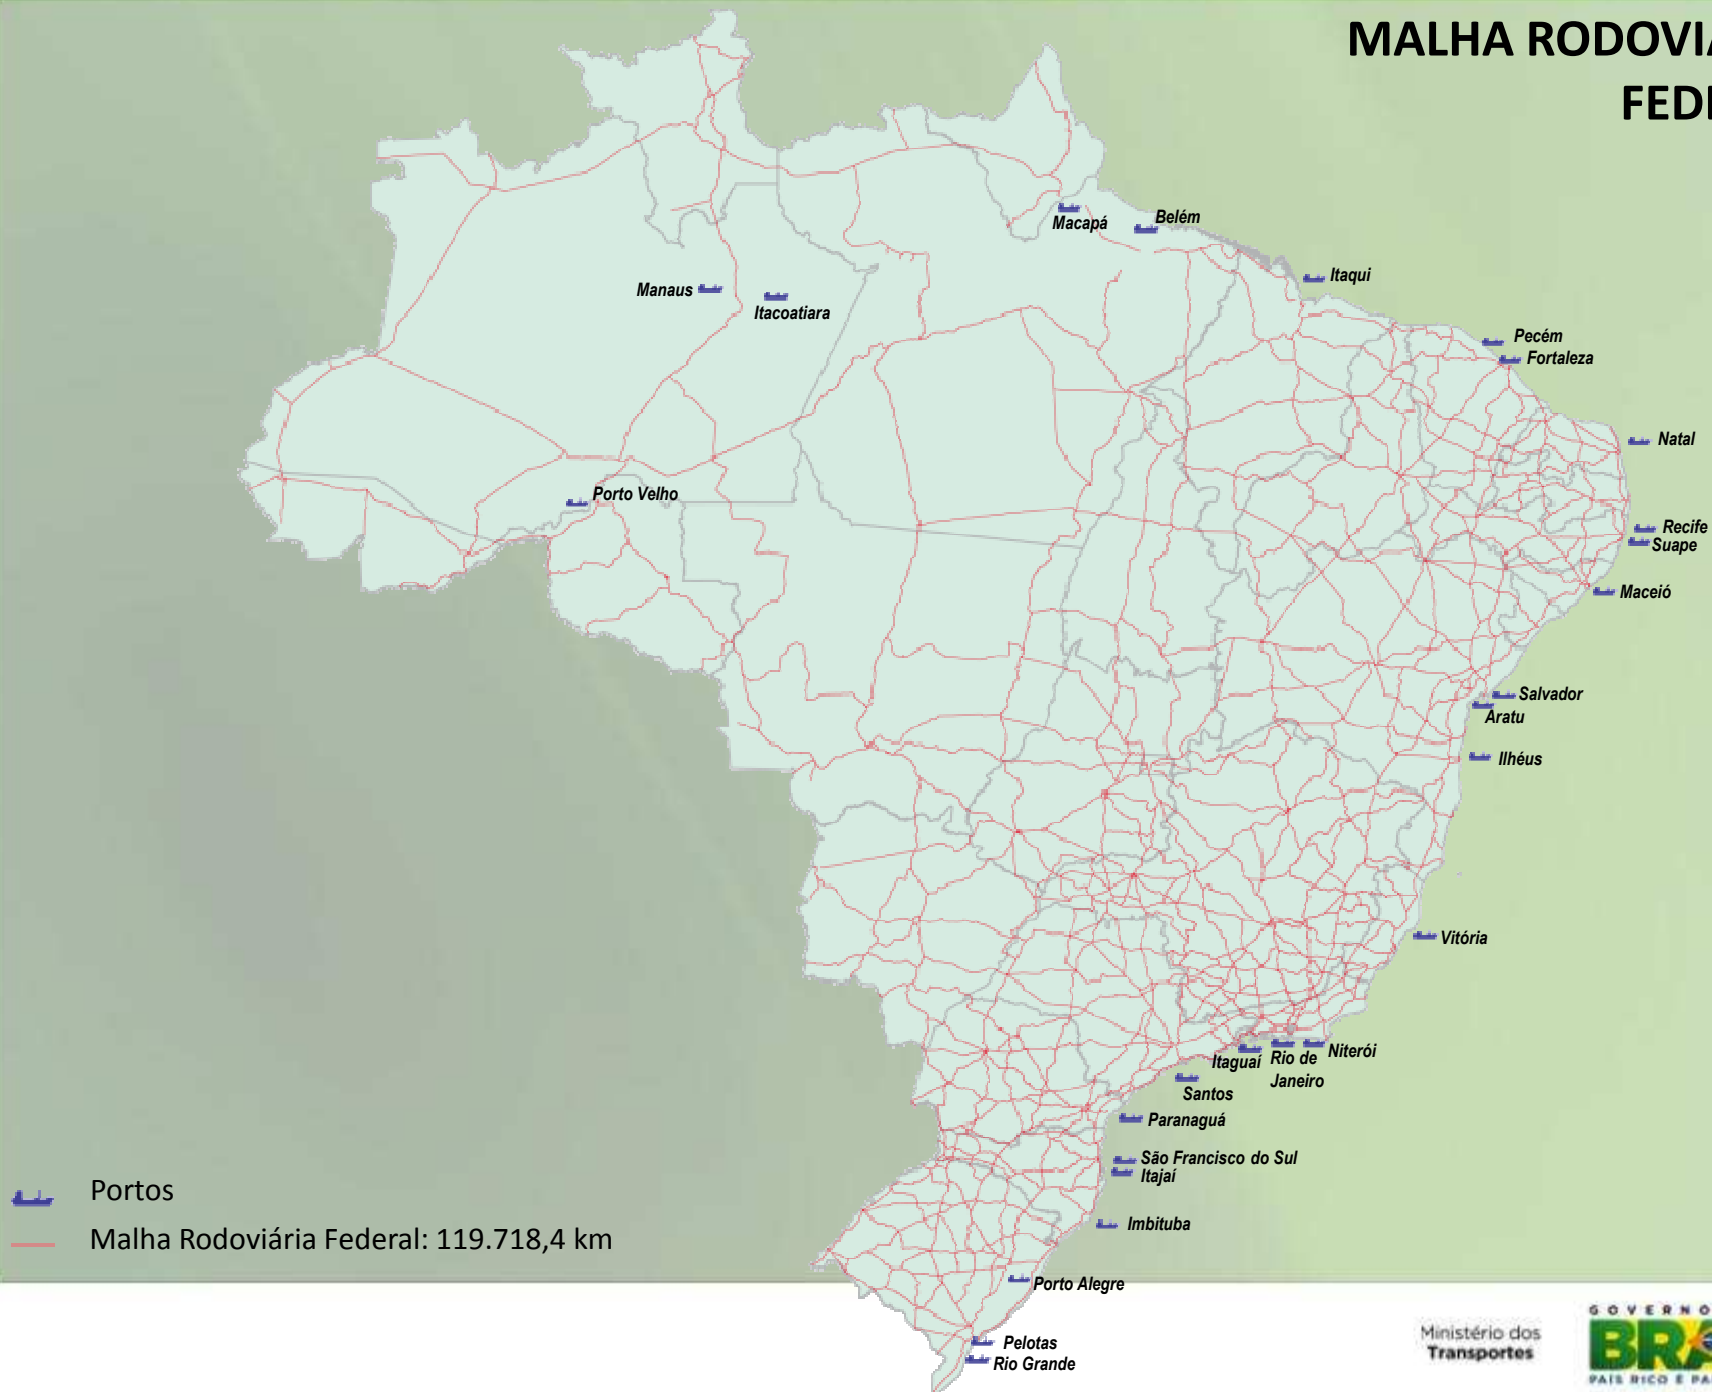 MALHA RODOVIA
FEDE
Macapá
Belém
Itaqui
Manaus
Itacoatiara
Pecém
Fortaleza
Natal
Porto Velho
Recife
Suape
Maceió
Salvador
Aratu
Ilhéus
Vitória
Itaguaí
Rio de
Janeiro
Niterói
Santos
Paranaguá
São Francisco do Sul
Itajaí
Imbituba
Porto Alegre
Pelotas
Rio Grande
Portos
Malha Rodoviária Federal: 119.718,4 km
Ministério dos
Transportes
GOVERNO
BRA
PAÍS RICO É PA